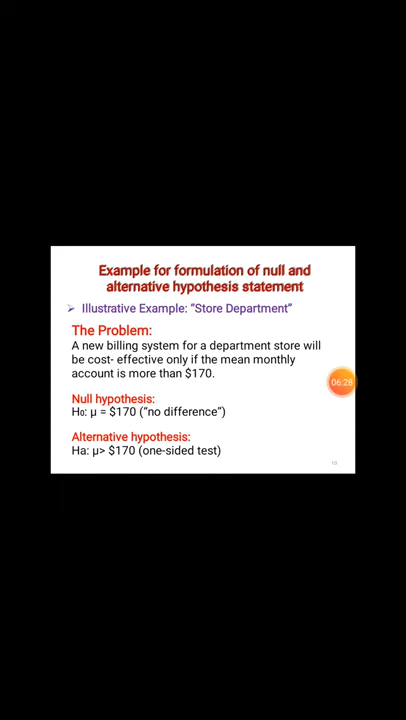 Example for formulation of null and
alternative hypothesis statement
➢ Illustrative Example: “Store Department”
The Problem:
A new billing system for a department store will
be cost- effective only if the mean monthly
account is more than $170.
06:28
Null hypothesis:
H₀: µ = $170 (“no difference”)
Alternative hypothesis:
Ha: µ> $170 (one-sided test)